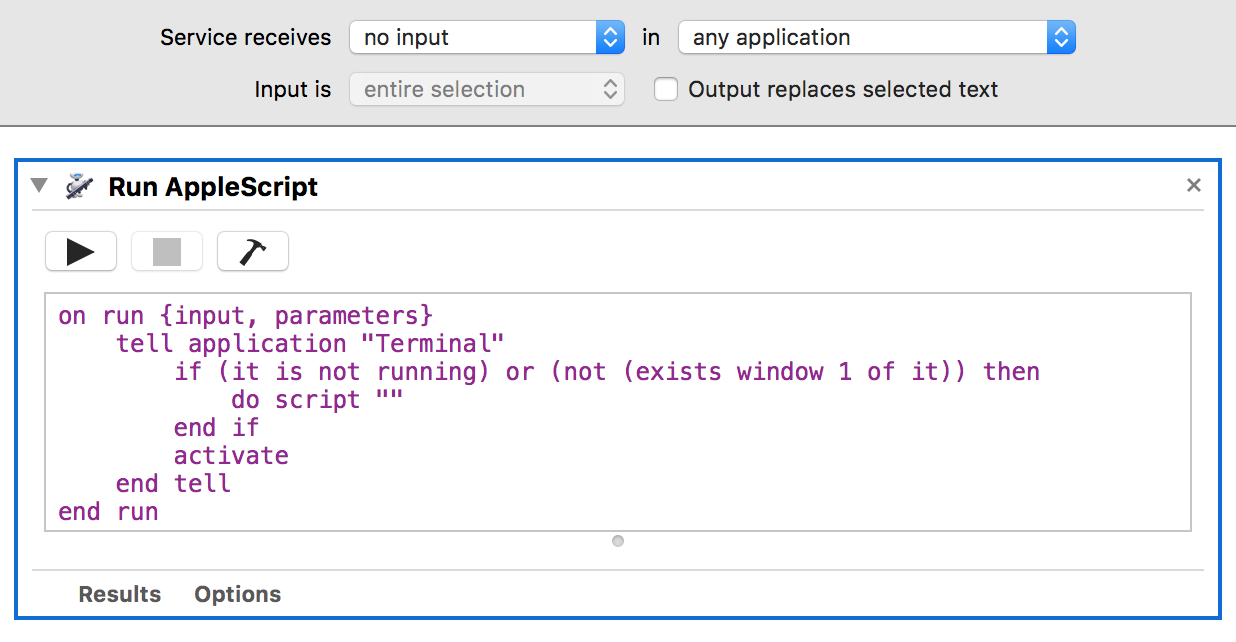 Service receives no input in any application
Input is entire selection Output replaces selected text
Run AppleScript
on run {input, parameters}
    tell application "Terminal"
        if (it is not running) or (not (exists window 1 of it)) then
            do script ""
        end if
        activate
    end tell
end run
Results Options